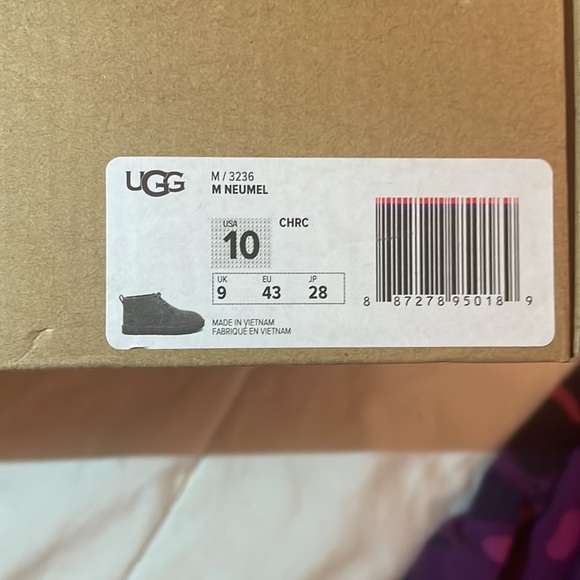 UGG
M / 3236
M NEUMEL
USA
10
CHRC
UK EU JP
9 43 28
MADE IN VIETNAM
FABRIQUÉ EN VIETNAM
8 87278 95018 9